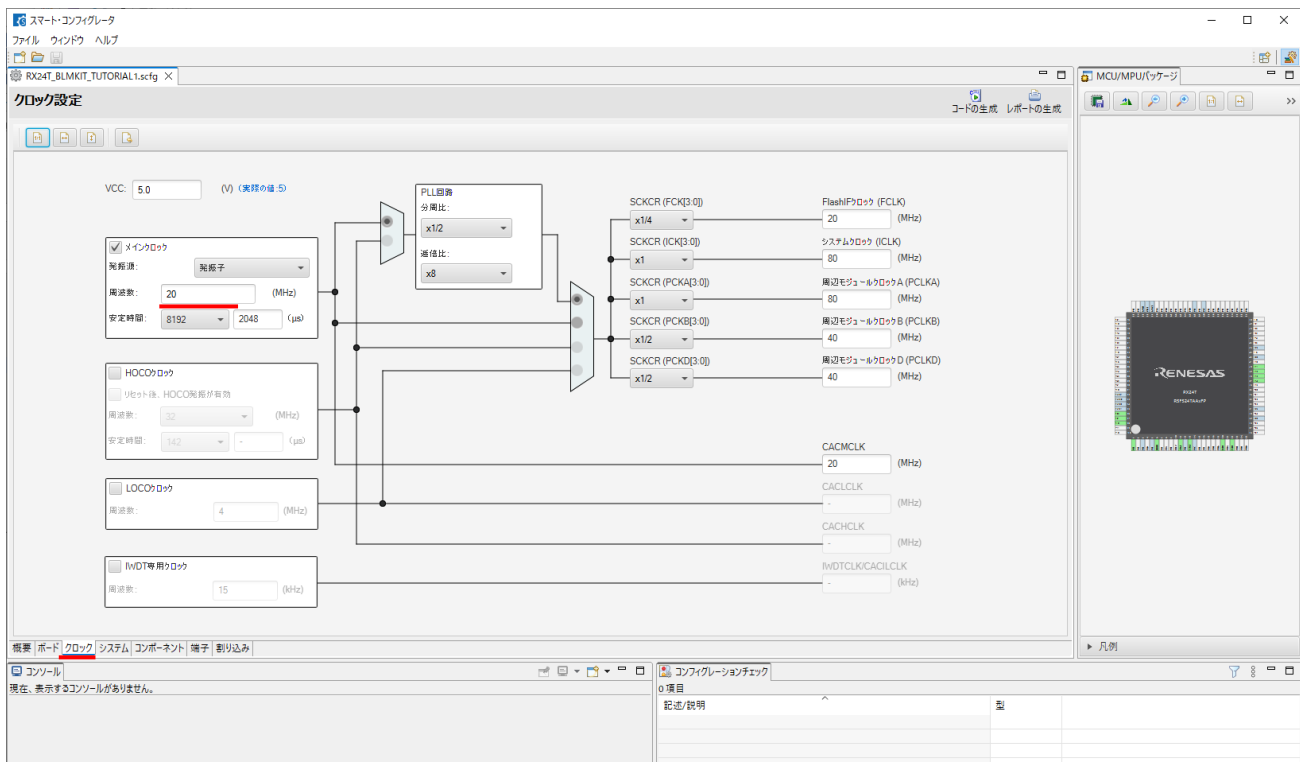 スマート・コンフィグレータ
ファイル ウィンドウ ヘルプ
RX24T_BLMKIT_TUTORIAL1.scfg
MCU/MPUパッケージ
クロック設定
コードの生成 レポートの生成
VCC: 5.0 (V) (実際の値:5)
PLL回路
分周比:
x1/2
逓倍比:
x8
メインクロック
発振源: 発振子
周波数: 20 (MHz)
安定時間: 8192 2048 (μs)
HOCOクロック
リセット後、HOCO発振が有効
周波数: 32 (MHz)
安定時間: 142 - (μs)
LOCOクロック
周波数: 4 (MHz)
IWDT専用クロック
周波数: 15 (kHz)
SCKCR (FCK[3:0]) FlashIFクロック (FCLK)
x1/4 20 (MHz)
SCKCR (ICK[3:0]) システムクロック (ICLK)
x1 80 (MHz)
SCKCR (PCKA[3:0]) 周辺モジュールクロックA (PCLKA)
x1 80 (MHz)
SCKCR (PCKB[3:0]) 周辺モジュールクロックB (PCLKB)
x1/2 40 (MHz)
SCKCR (PCKD[3:0]) 周辺モジュールクロックD (PCLKD)
x1/2 40 (MHz)
CACMCLK
20 (MHz)
CACLCLK
- (MHz)
CACHCLK
- (MHz)
IWDTCLK/CACILCLK
- (kHz)
RENESAS
RX24T
凡例
概要 ボード クロック システム コンポーネント 端子 割り込み
コンソール
現在、表示するコンソールがありません。
コンフィグレーションチェック
0 項目
記述/説明 型